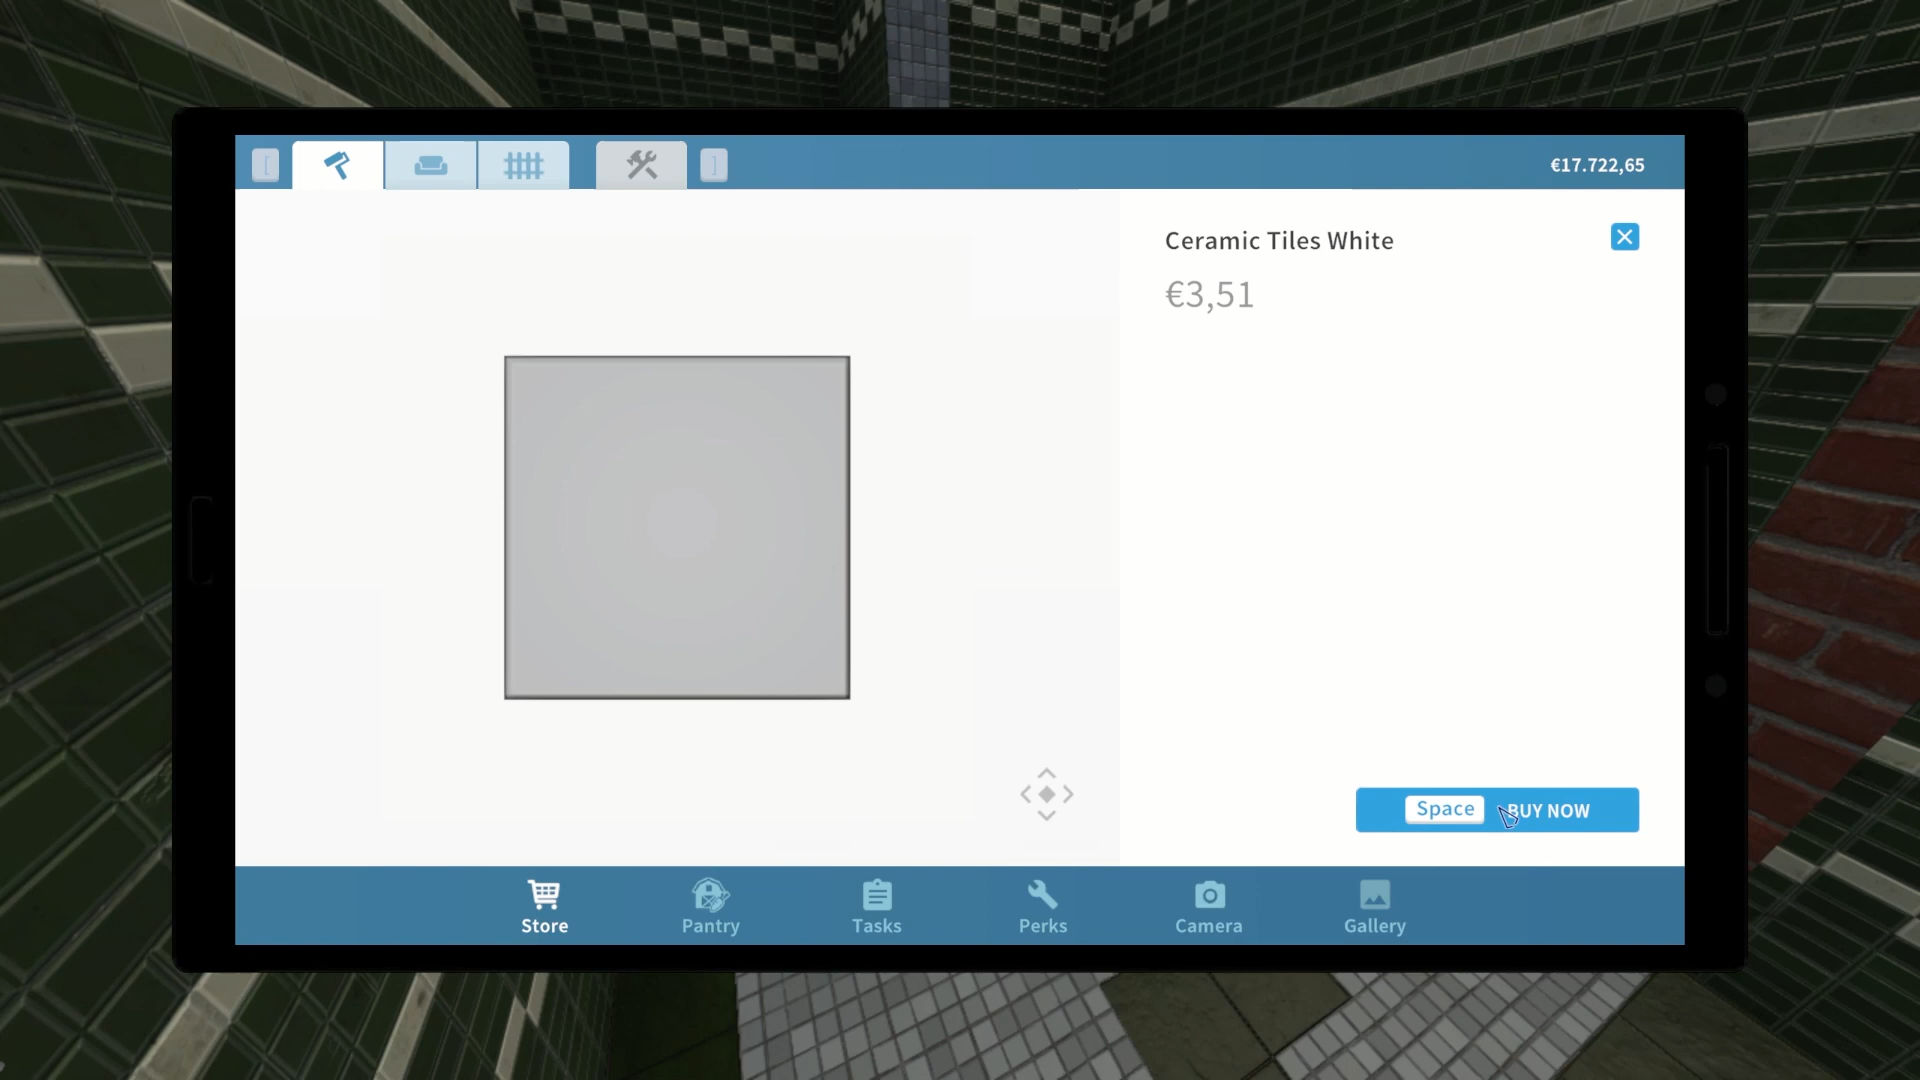 [
]
€17.722,65
Ceramic Tiles White
€3,51
Space BUY NOW
Store
Pantry
Tasks
Perks
Camera
Gallery